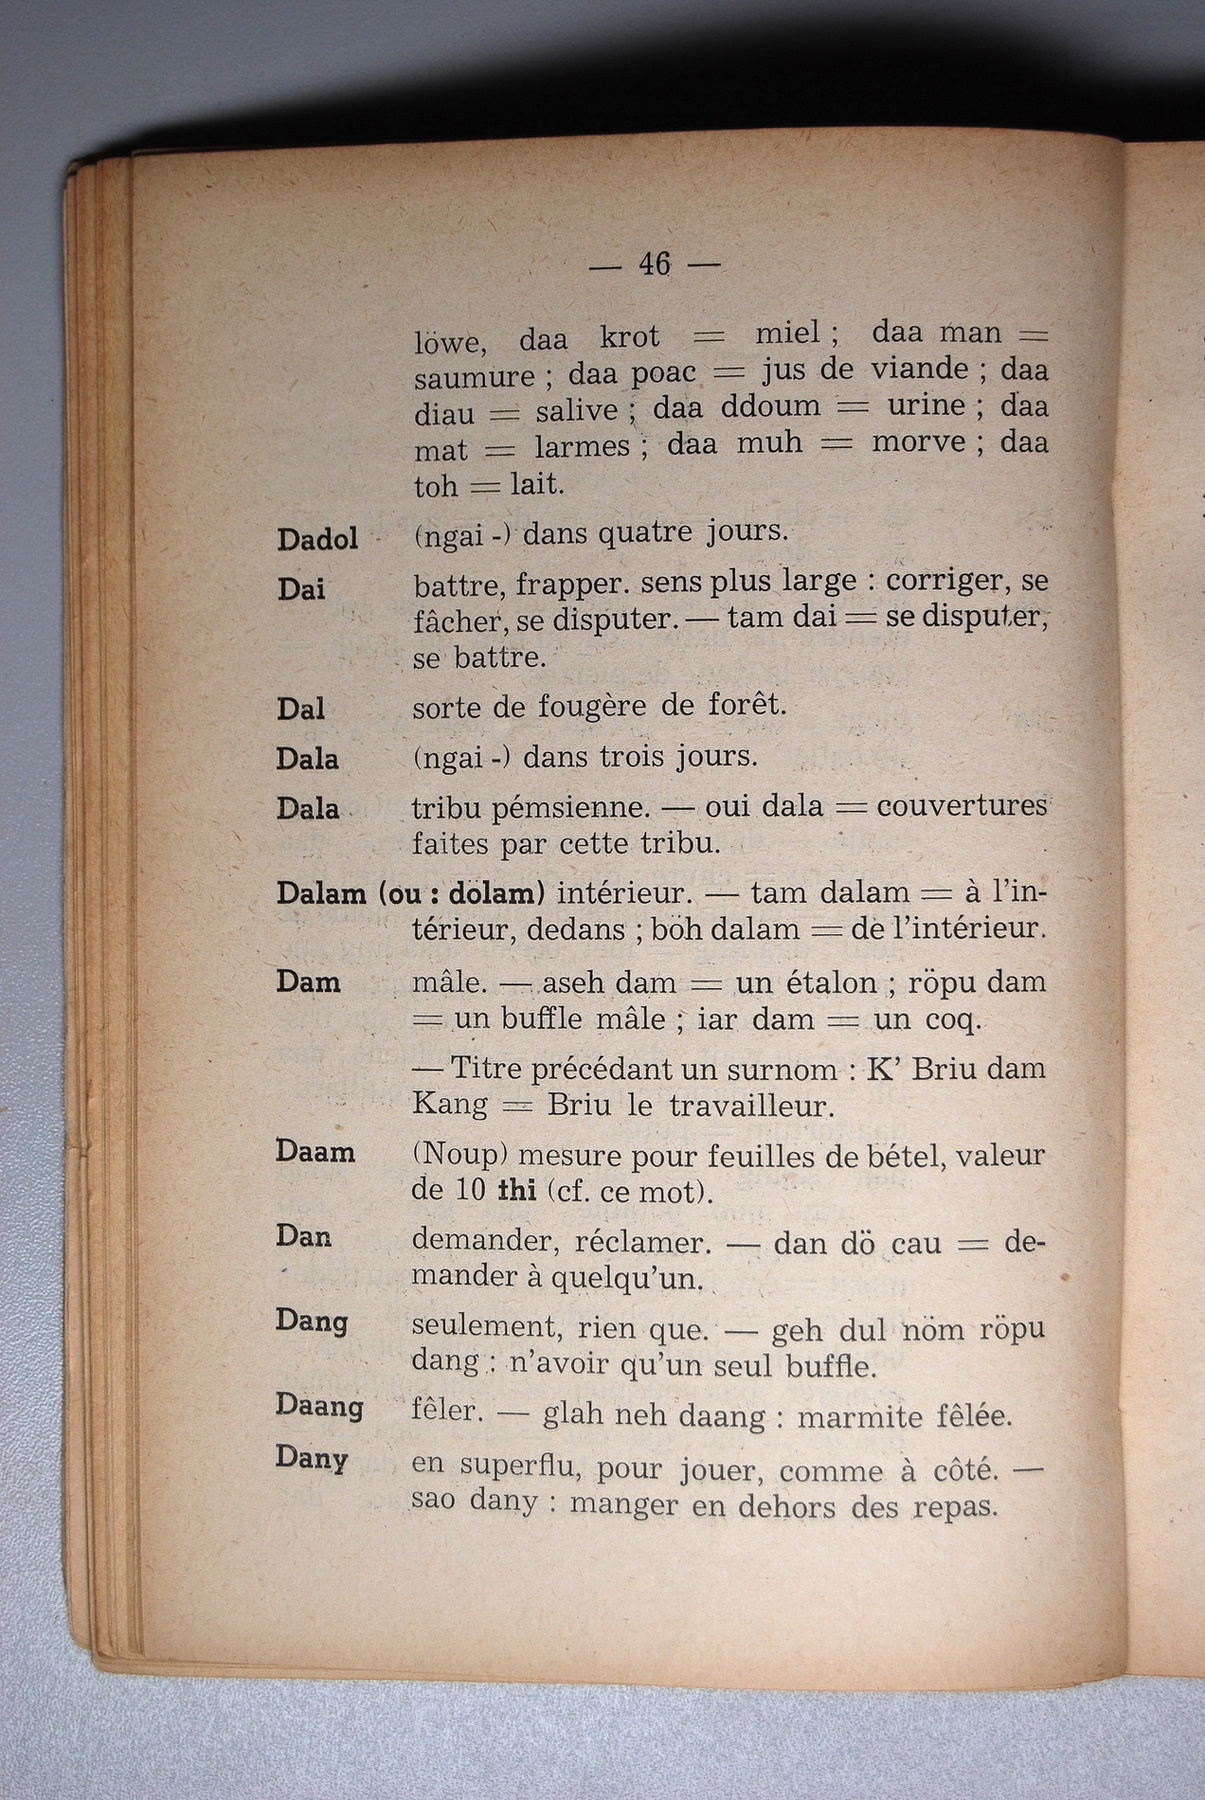 — 46 —
löwe, daa krot = miel ; daa man =
saumure ; daa poac = jus de viande ; daa
diau = salive ; daa ddoum = urine ; daa
mat = larmes ; daa muh = morve ; daa
toh = lait.
Dadol (ngai -) dans quatre jours.
Dai battre, frapper. sens plus large : corriger, se
fâcher, se disputer. — tam dai = se disputer,
se battre.
Dal sorte de fougère de forêt.
Dala (ngai -) dans trois jours.
Dala tribu pémsienne. — oui dala = couvertures
faites par cette tribu.
Dalam (ou : dölam) intérieur. — tam dalam = à l'in-
térieur, dedans ; böh dalam = de l'intérieur.
Dam mâle. — aseh dam = un étalon ; röpu dam
= un buffle mâle ; iar dam = un coq.
— Titre précédant un surnom : K' Briu dam
Kang = Briu le travailleur.
Daam (Noup) mesure pour feuilles de bétel, valeur
de 10 thi (cf. ce mot).
Dan demander, réclamer. — dan dö cau = de-
mander à quelqu'un.
Dang seulement, rien que. — geh dul nöm röpu
dang : n'avoir qu'un seul buffle.
Daang fêler. — glah neh daang : marmite fêlée.
Dany en superflu, pour jouer, comme à côté. —
sao dany : manger en dehors des repas.